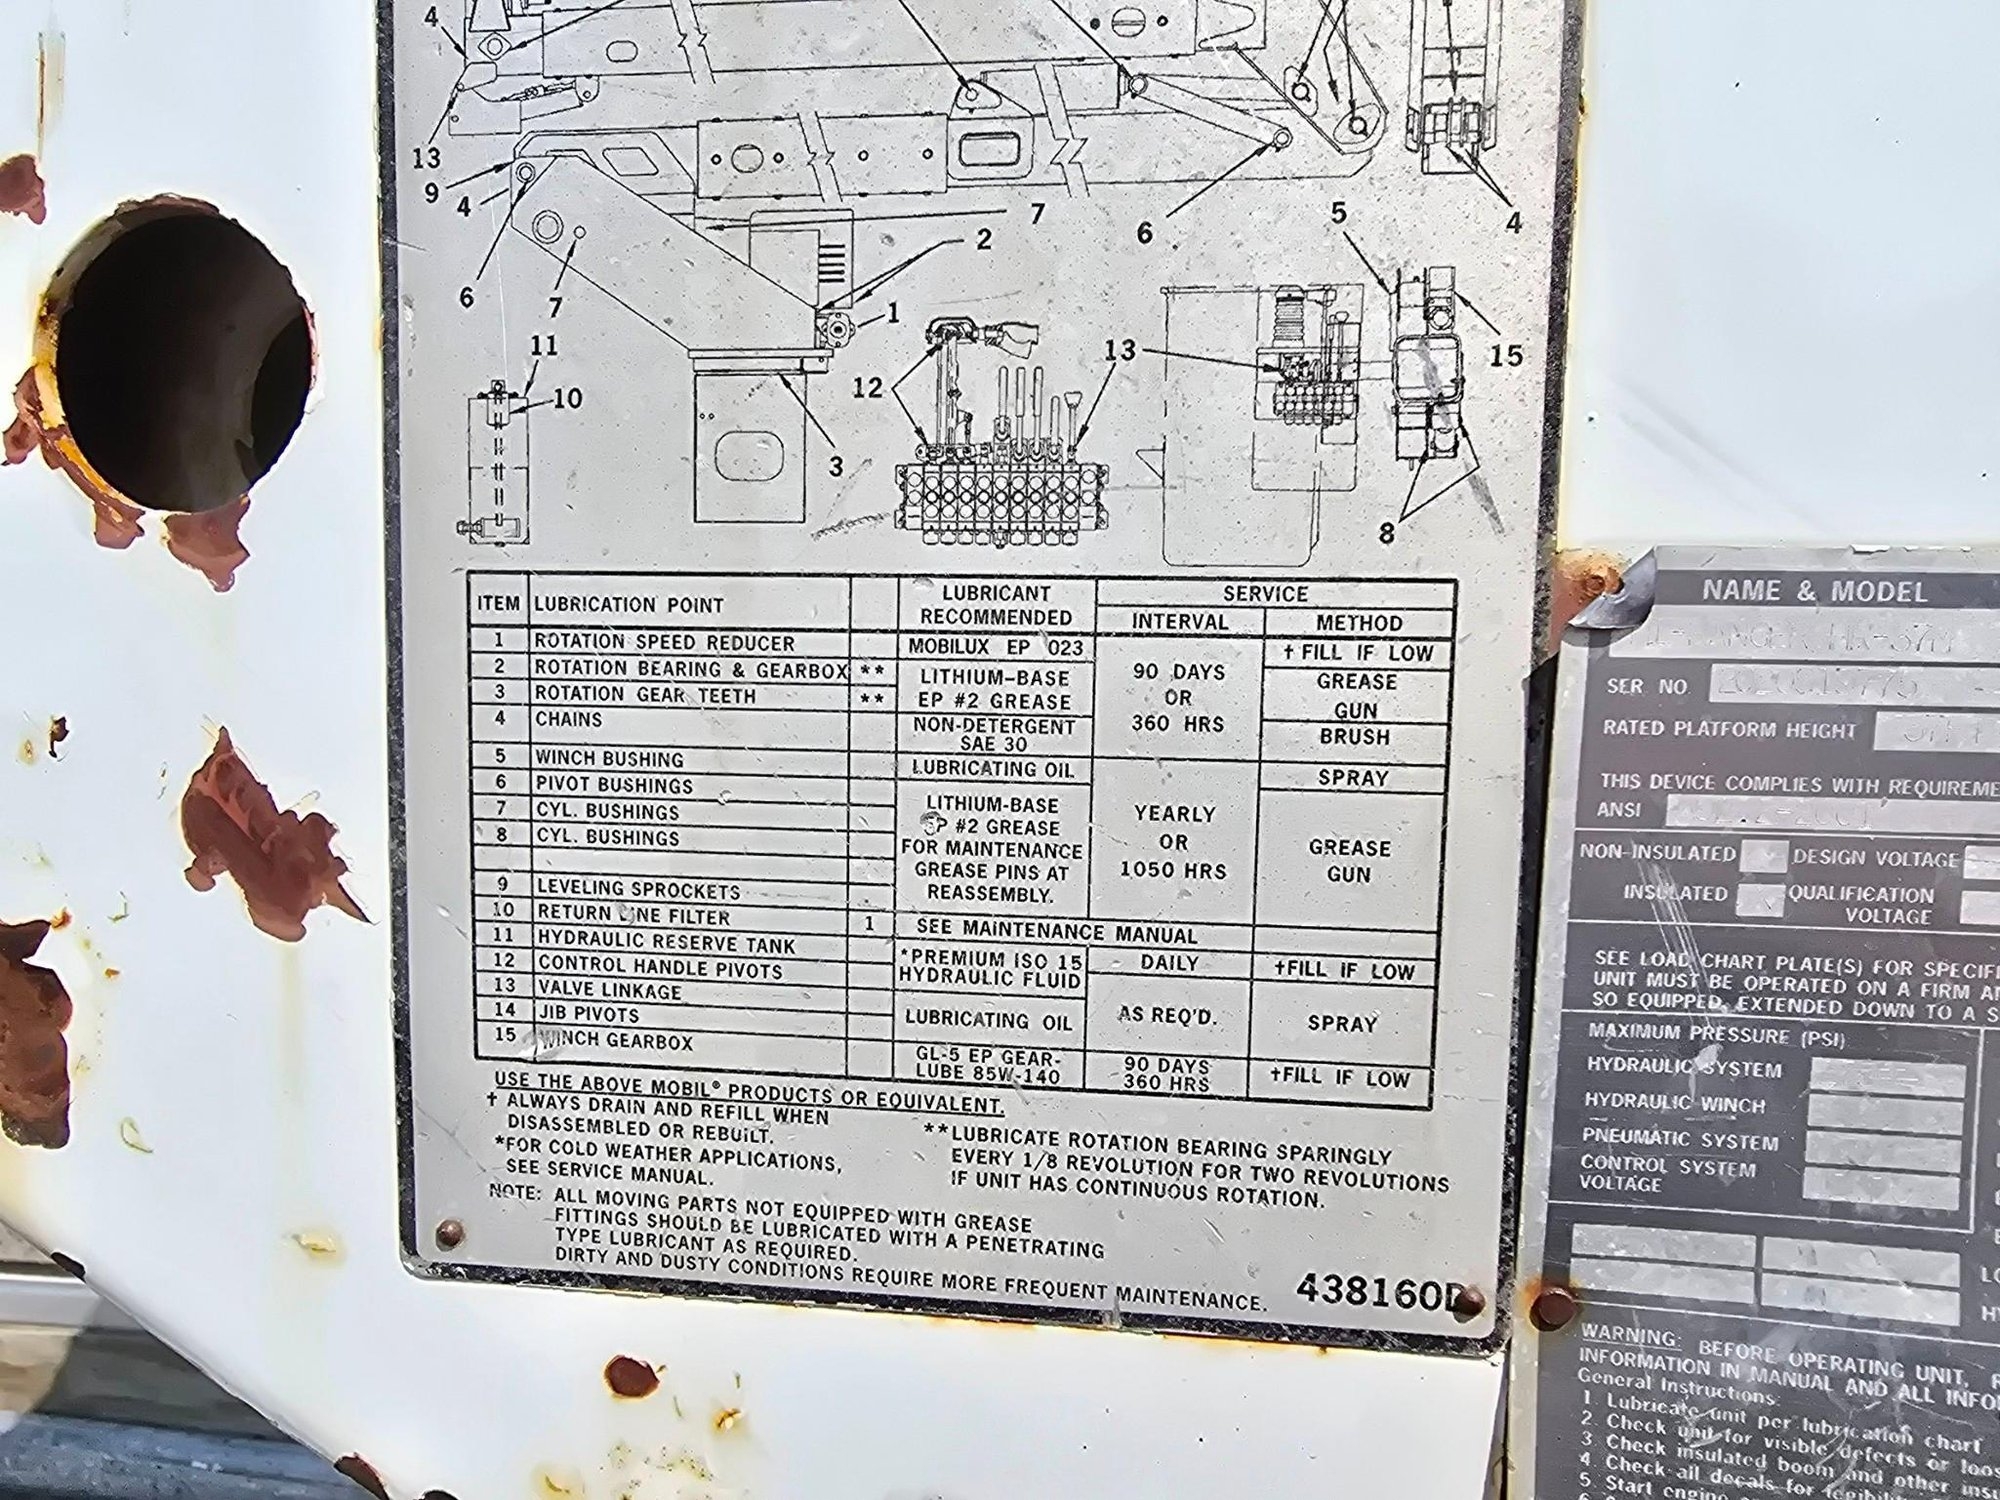 4
13
9
4
6
7
7
2
1
6
5
4
15
13
12
11
10
3
8
ITEM LUBRICATION POINT LUBRICANT RECOMMENDED SERVICE
INTERVAL METHOD
1 ROTATION SPEED REDUCER MOBILUX EP 023 †FILL IF LOW
2 ROTATION BEARING & GEARBOX ** LITHIUM-BASE 90 DAYS GREASE
3 ROTATION GEAR TEETH ** EP #2 GREASE OR GUN
4 CHAINS NON-DETERGENT SAE 30 360 HRS BRUSH
5 WINCH BUSHING LUBRICATING OIL SPRAY
6 PIVOT BUSHINGS LITHIUM-BASE YEARLY
7 CYL. BUSHINGS EP #2 GREASE OR
8 CYL. BUSHINGS FOR MAINTENANCE 1050 HRS GREASE
GREASE PINS AT GUN
9 LEVELING SPROCKETS REASSEMBLY.
10 RETURN LINE FILTER 1 SEE MAINTENANCE MANUAL
11 HYDRAULIC RESERVE TANK *PREMIUM ISO 15 DAILY †FILL IF LOW
12 CONTROL HANDLE PIVOTS HYDRAULIC FLUID
13 VALVE LINKAGE
14 JIB PIVOTS LUBRICATING OIL AS REQ'D. SPRAY
15 WINCH GEARBOX GL-5 EP GEAR- 90 DAYS †FILL IF LOW
LUBE 85W-140 360 HRS
USE THE ABOVE MOBIL® PRODUCTS OR EQUIVALENT.
† ALWAYS DRAIN AND REFILL WHEN
DISASSEMBLED OR REBUILT.
*FOR COLD WEATHER APPLICATIONS,
SEE SERVICE MANUAL.
**LUBRICATE ROTATION BEARING SPARINGLY
EVERY 1/8 REVOLUTION FOR TWO REVOLUTIONS
IF UNIT HAS CONTINUOUS ROTATION.
NOTE: ALL MOVING PARTS NOT EQUIPPED WITH GREASE
FITTINGS SHOULD BE LUBRICATED WITH A PENETRATING
TYPE LUBRICANT AS REQUIRED.
DIRTY AND DUSTY CONDITIONS REQUIRE MORE FREQUENT MAINTENANCE.
438160D
NAME & MODEL
SER NO.
RATED PLATFORM HEIGHT
THIS DEVICE COMPLIES WITH
ANSI
NON-INSULATED DESIGN VOLTAGE
INSULATED QUALIFICATION
VOLTAGE
SEE LOAD CHART PLATE(S) FOR
UNIT MUST BE OPERATED ON A FIRM
SO EQUIPPED, EXTENDED DOWN TO A
MAXIMUM PRESSURE (PSI)
HYDRAULIC SYSTEM
HYDRAULIC WINCH
PNEUMATIC SYSTEM
CONTROL SYSTEM
VOLTAGE
WARNING: BEFORE OPERATING UNIT,
INFORMATION IN MANUAL AND ALL
General Instructions:
1. Lubricate unit per lubrication chart
2. Check unit for visible defects or
3. Check insulated boom and other
4. Check all decals for
5. Start engine